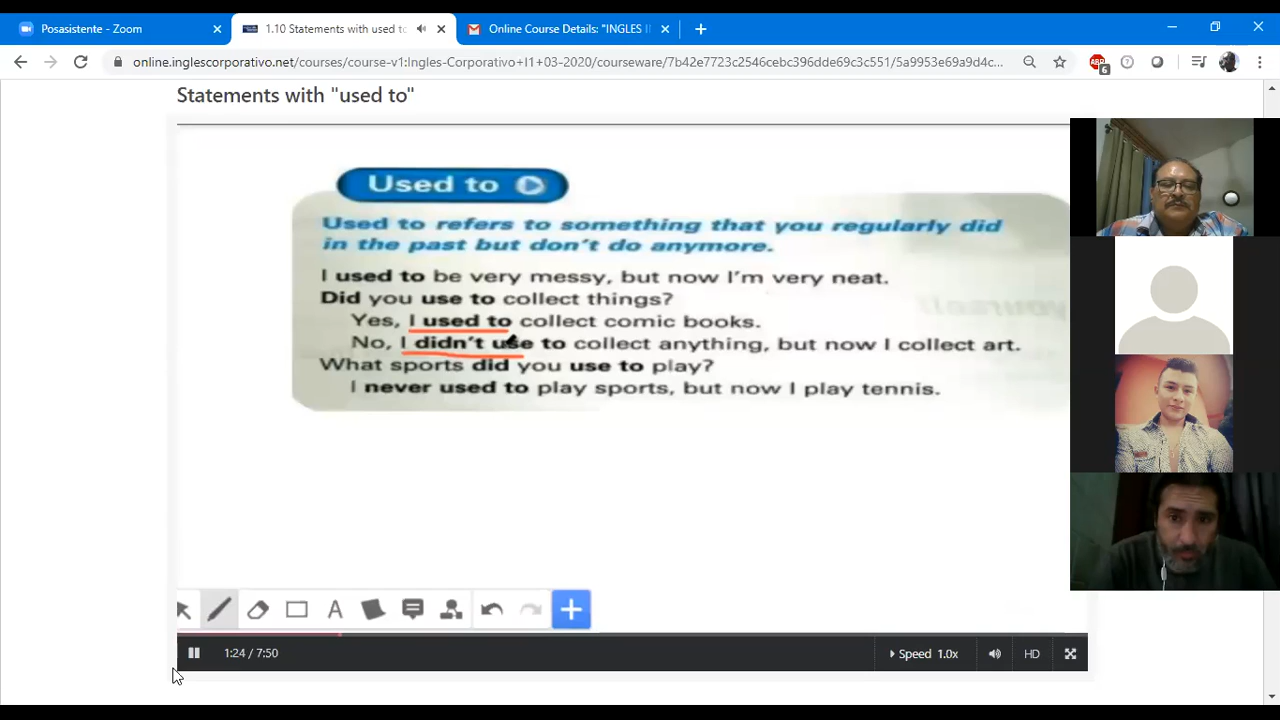 Posasistente - Zoom
1.10 Statements with used to
Online Course Details: "INGLES II
online.inglescorporativo.net/courses/course-v1:Ingles-Corporativo+I1+03-2020/courseware/7b42e7723c2546cebc396dde69c3c551/5a9953e69a9d4c...
ABP
6
Statements with "used to"
Used to
Used to refers to something that you regularly did
in the past but don't do anymore.
I used to be very messy, but now I'm very neat.
Did you use to collect things?
Yes, I used to collect comic books.
No, I didn't use to collect anything, but now I collect art.
What sports did you use to play?
I never used to play sports, but now I play tennis.
A
1:24 / 7:50
Speed 1.0x
HD